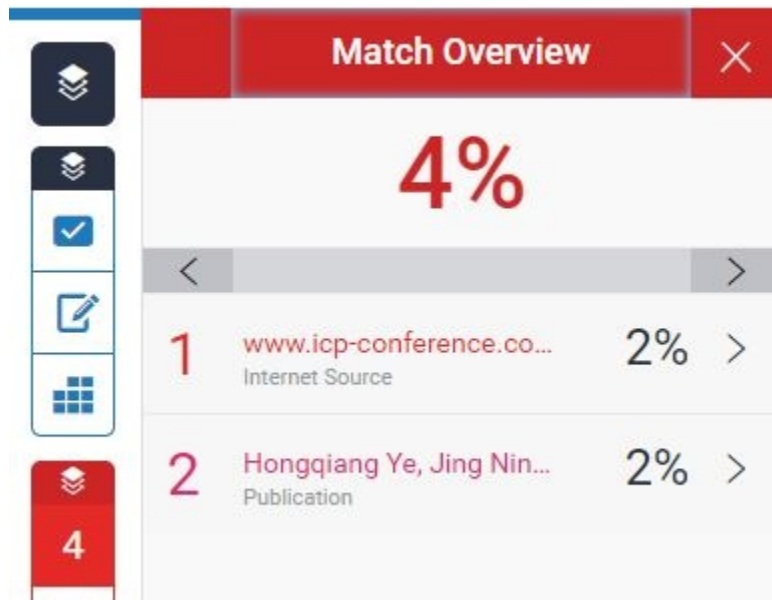 Match Overview
4%
1 www.icp-conference.co... 2%
Internet Source
2 Hongqiang Ye, Jing Nin... 2%
Publication
4